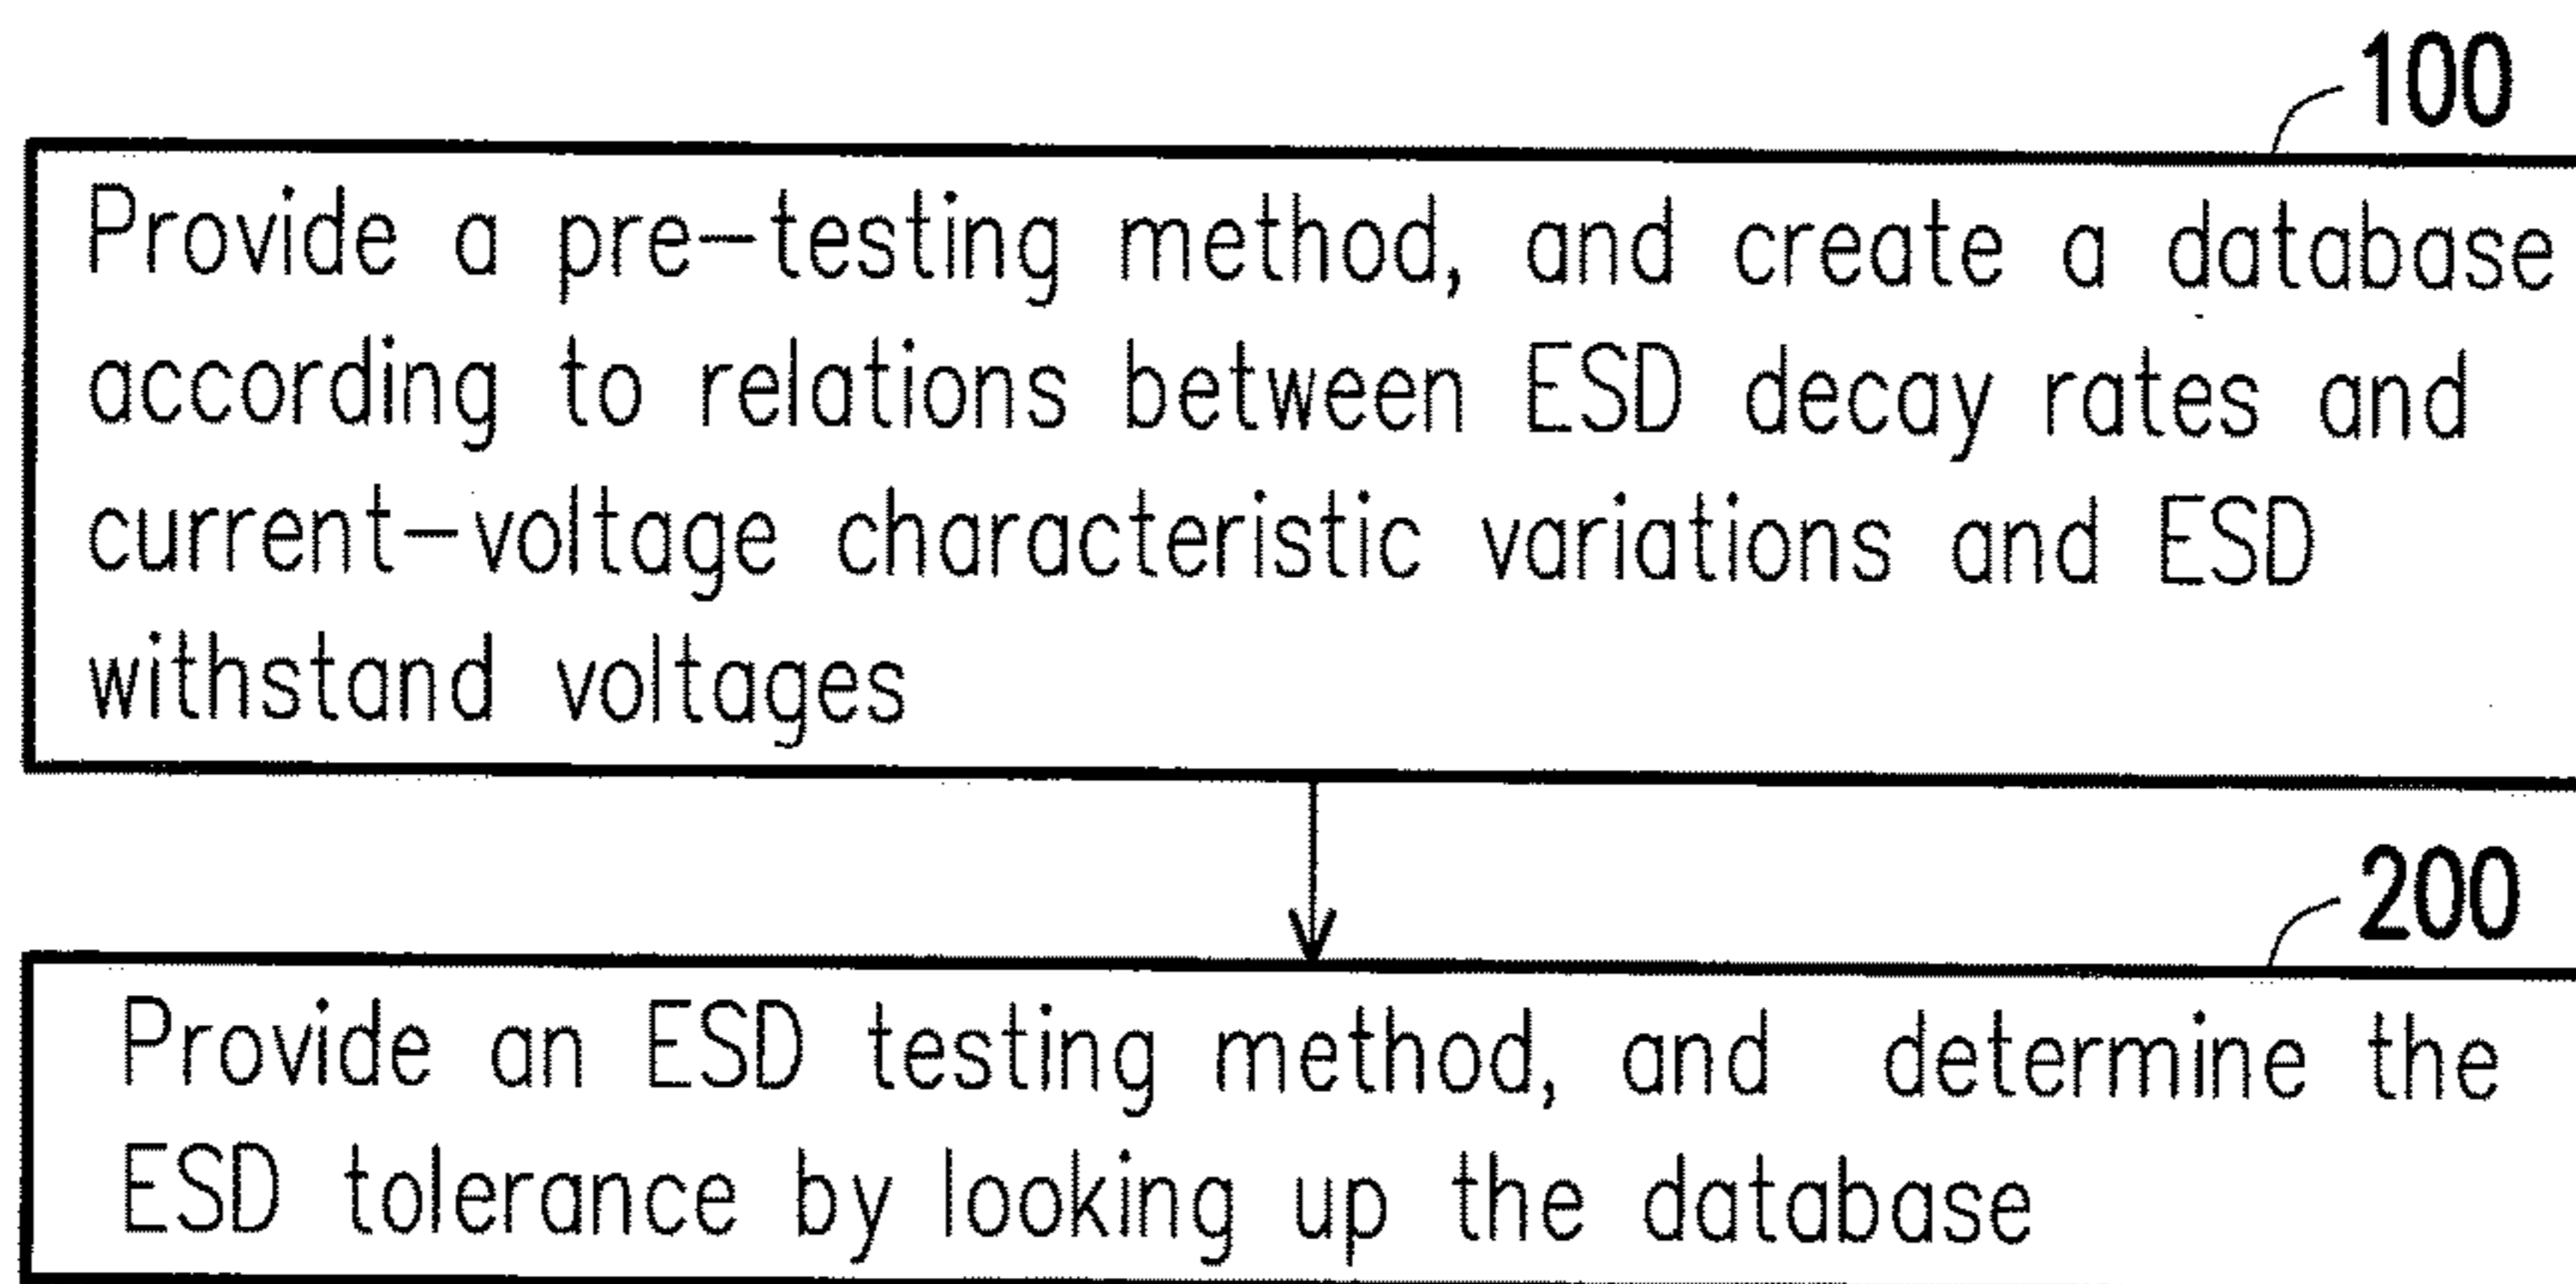 100
Provide a pre-testing method, and create a database
according to relations between ESD decay rates and
current-voltage characteristic variations and ESD
withstand voltages
200
Provide an ESD testing method, and determine the
ESD tolerance by looking up the database